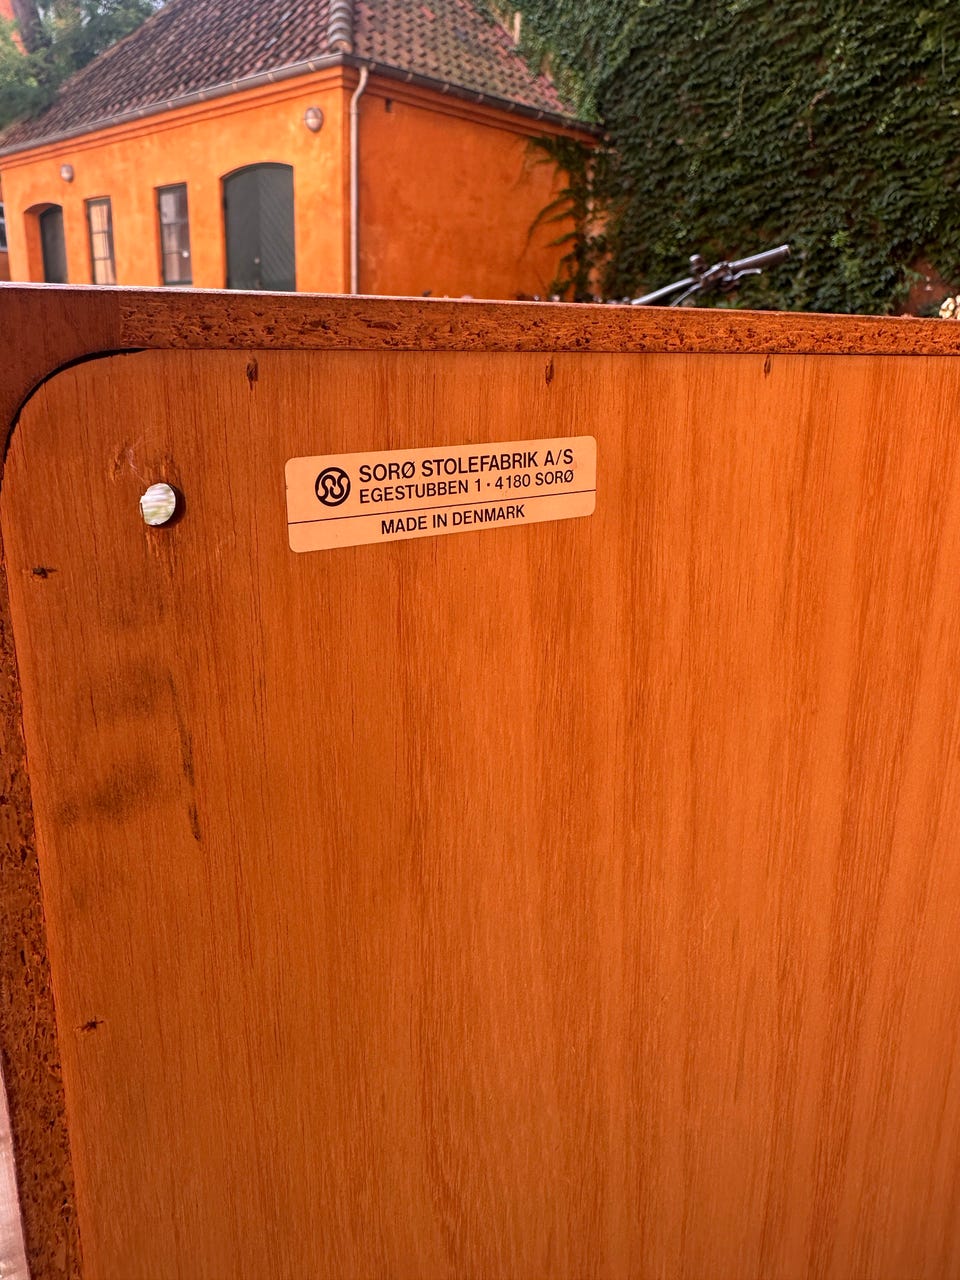 SORØ STOLEFABRIK A/S
EGESTUBBEN 1 · 4180 SORØ
MADE IN DENMARK